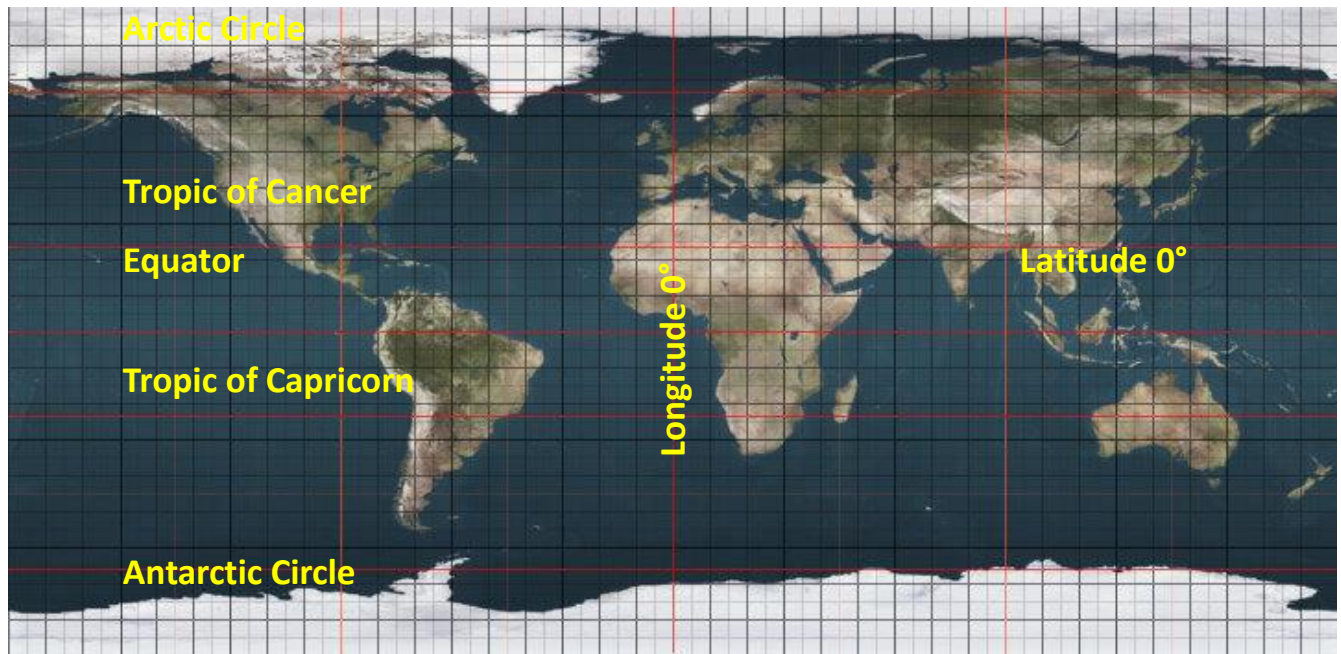 Arctic Circle
Tropic of Cancer
Equator
Latitude 0°
Longitude 0°
Tropic of Capricorn
Antarctic Circle